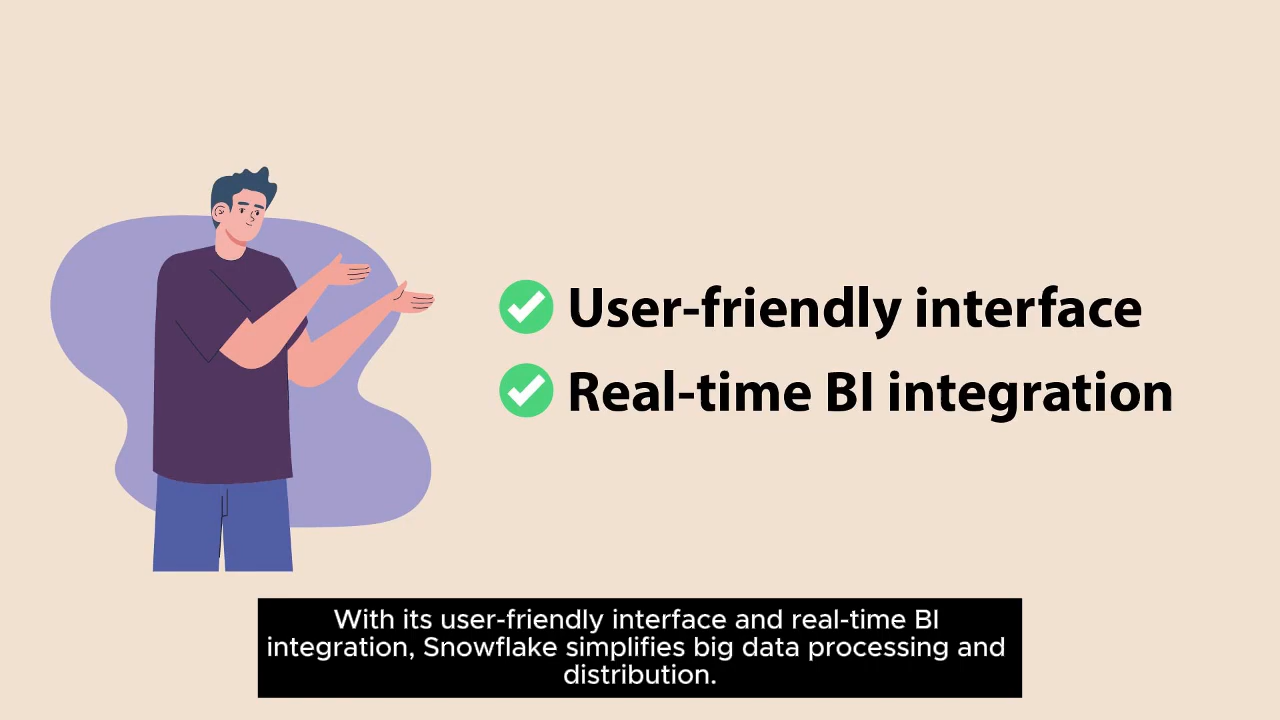 User-friendly interface
Real-time BI integration
With its user-friendly interface and real-time BI
integration, Snowflake simplifies big data processing and
distribution.